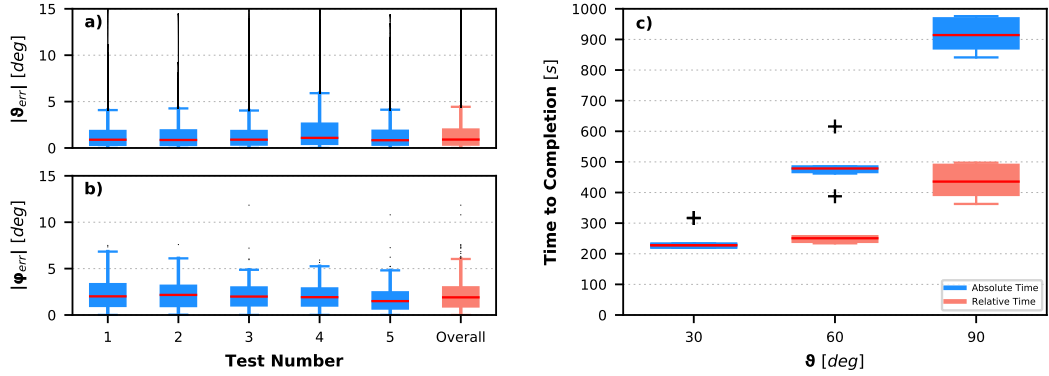 a)
15
10
5
0
|ϑerr| [deg]
b)
15
10
5
0
|φerr| [deg]
1 2 3 4 5 Overall
Test Number
c)
1000
900
800
700
600
500
400
300
200
100
0
Time to Completion [s]
Absolute Time
Relative Time
30 60 90
ϑ [deg]